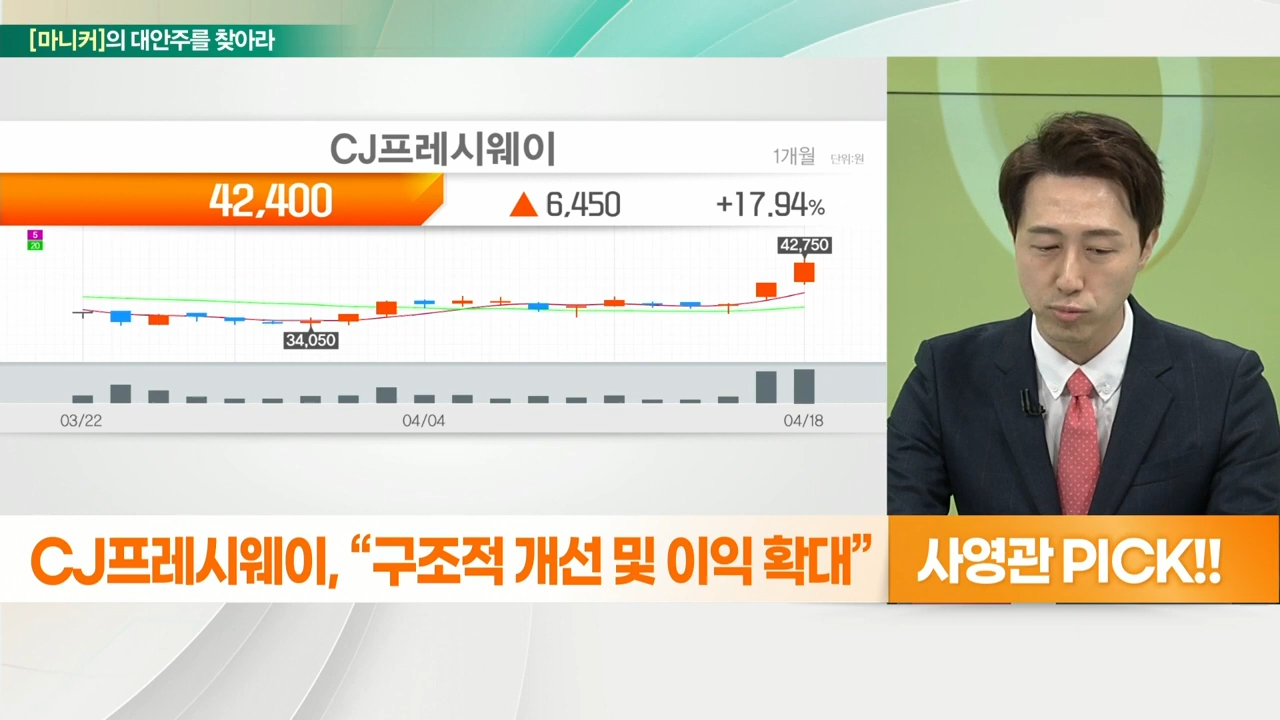 [마니커]의 대안주를 찾아라
CJ프레시웨이
1개월 단위:원
42,400 ▲ 6,450 +17.94%
5
20
42,750
34,050
03/22 04/04 04/18
CJ프레시웨이, “구조적 개선 및 이익 확대”
사영관 PICK!!